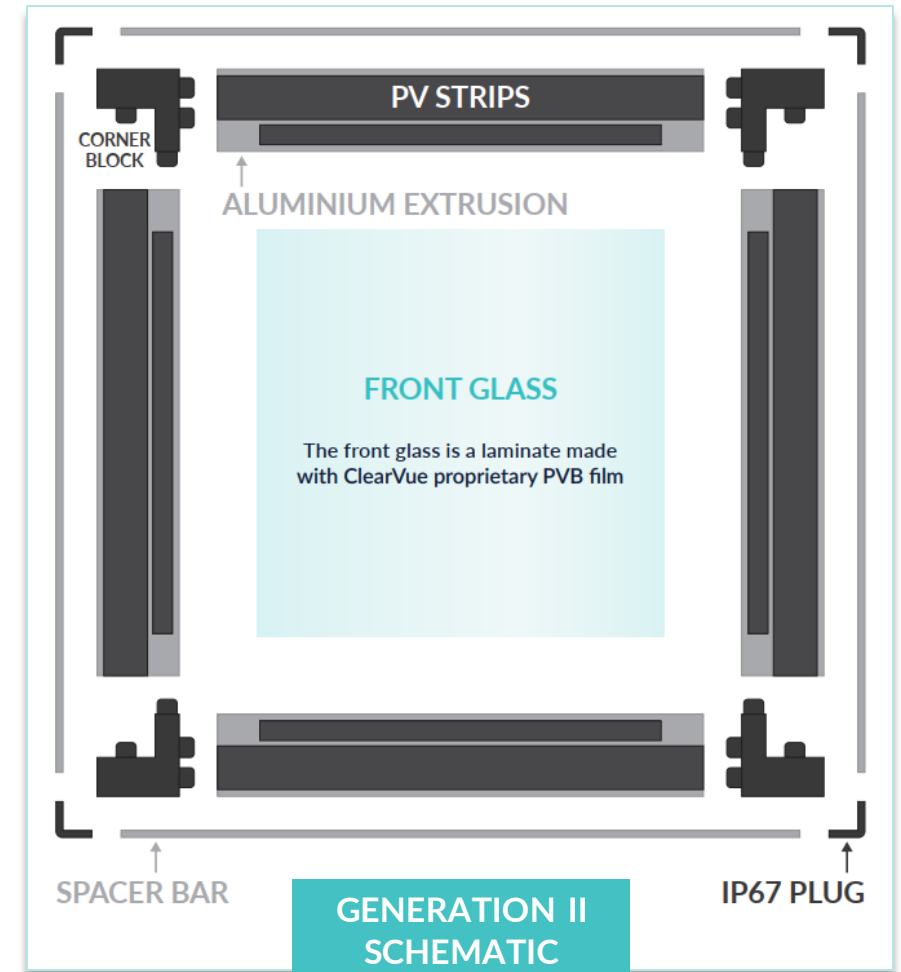 PV STRIPS
CORNER
BLOCK
ALUMINIUM EXTRUSION
FRONT GLASS
The front glass is a laminate made
with ClearVue proprietary PVB film
SPACER BAR
IP67 PLUG
GENERATION II
SCHEMATIC